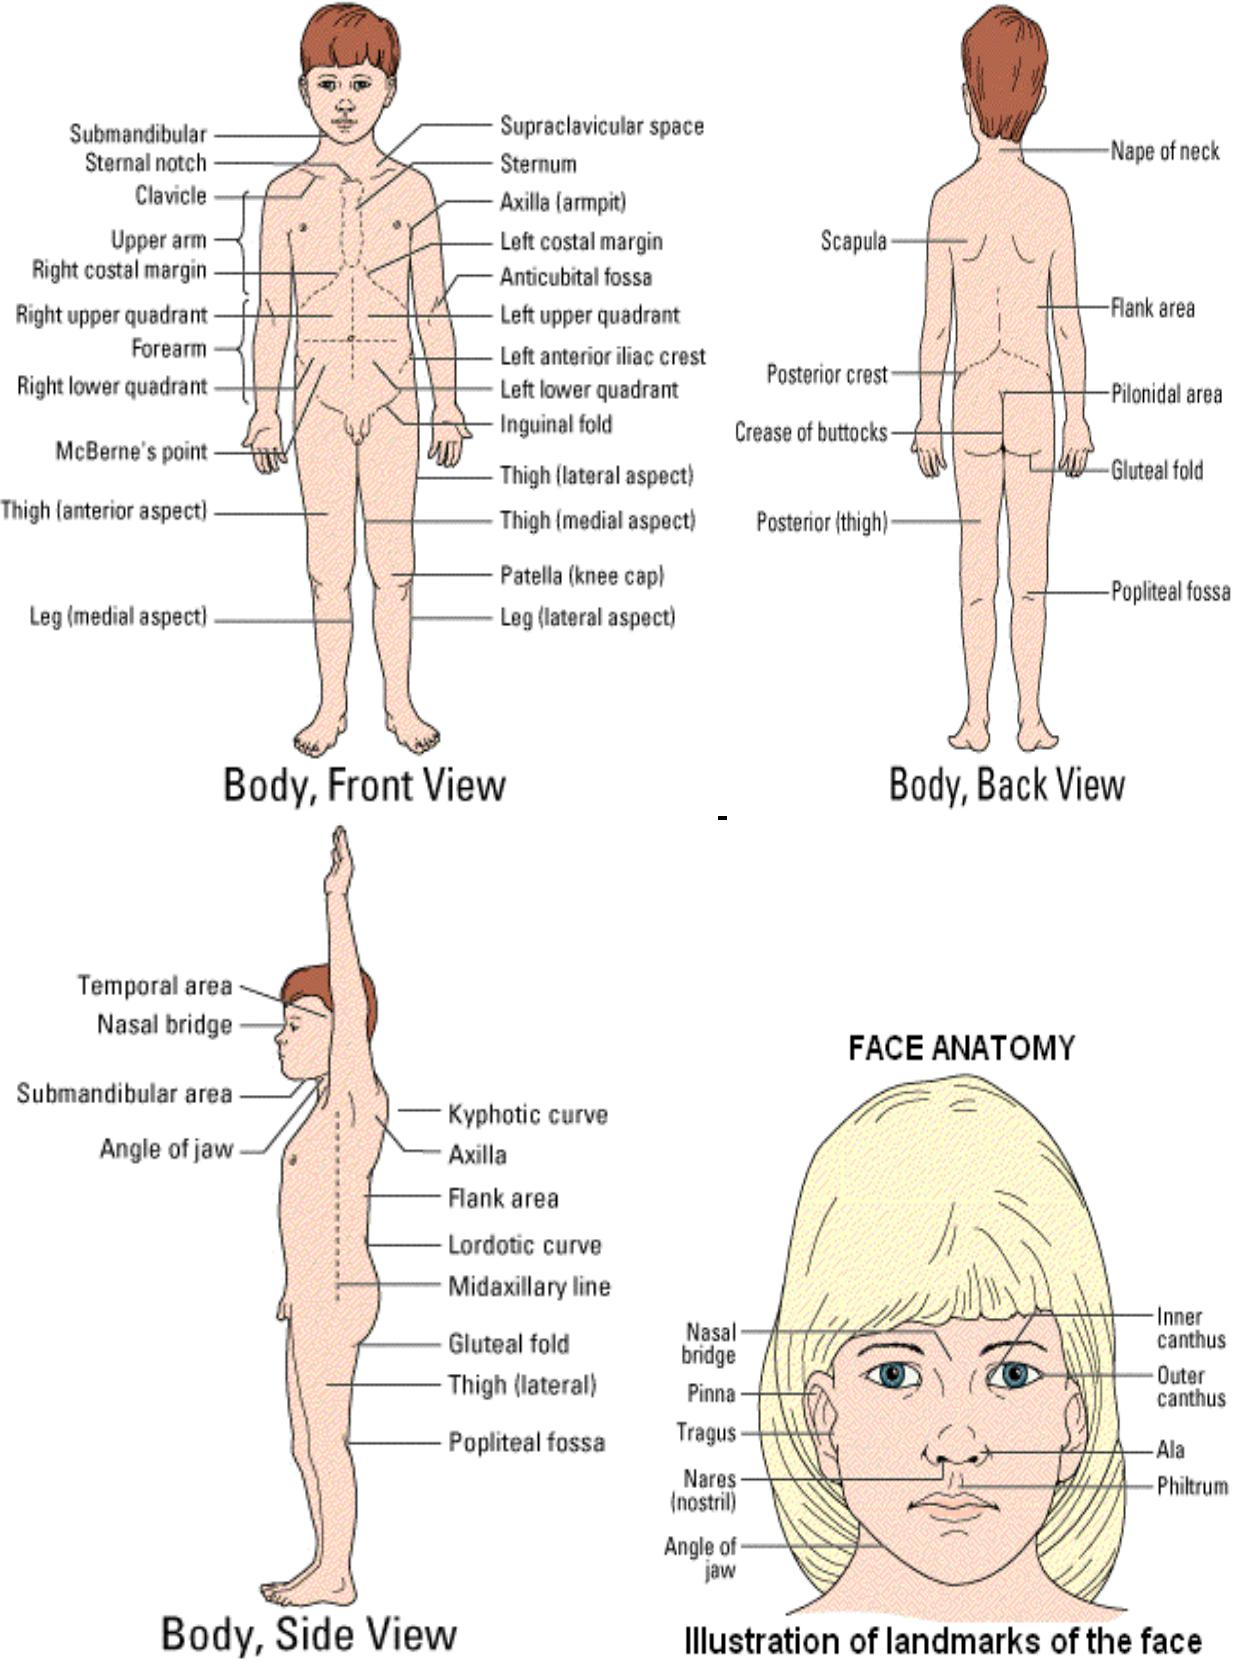 Submandibular
Sternal notch
Clavicle
Upper arm
Right costal margin
Right upper quadrant
Forearm
Right lower quadrant
McBerne's point
Thigh (anterior aspect)
Leg (medial aspect)
Supraclavicular space
Sternum
Axilla (armpit)
Left costal margin
Anticubital fossa
Left upper quadrant
Left anterior iliac crest
Left lower quadrant
Inguinal fold
Thigh (lateral aspect)
Thigh (medial aspect)
Patella (knee cap)
Leg (lateral aspect)
Body, Front View
Scapula
Posterior crest
Crease of buttocks
Posterior (thigh)
Nape of neck
Flank area
Pilonidal area
Gluteal fold
Popliteal fossa
Body, Back View
-
Temporal area
Nasal bridge
Submandibular area
Angle of jaw
Kyphotic curve
Axilla
Flank area
Lordotic curve
Midaxillary line
Gluteal fold
Thigh (lateral)
Popliteal fossa
Body, Side View
FACE ANATOMY
Nasal
bridge
Pinna
Tragus
Nares
(nostril)
Angle of
jaw
Inner
canthus
Outer
canthus
Ala
Philtrum
Illustration of landmarks of the face